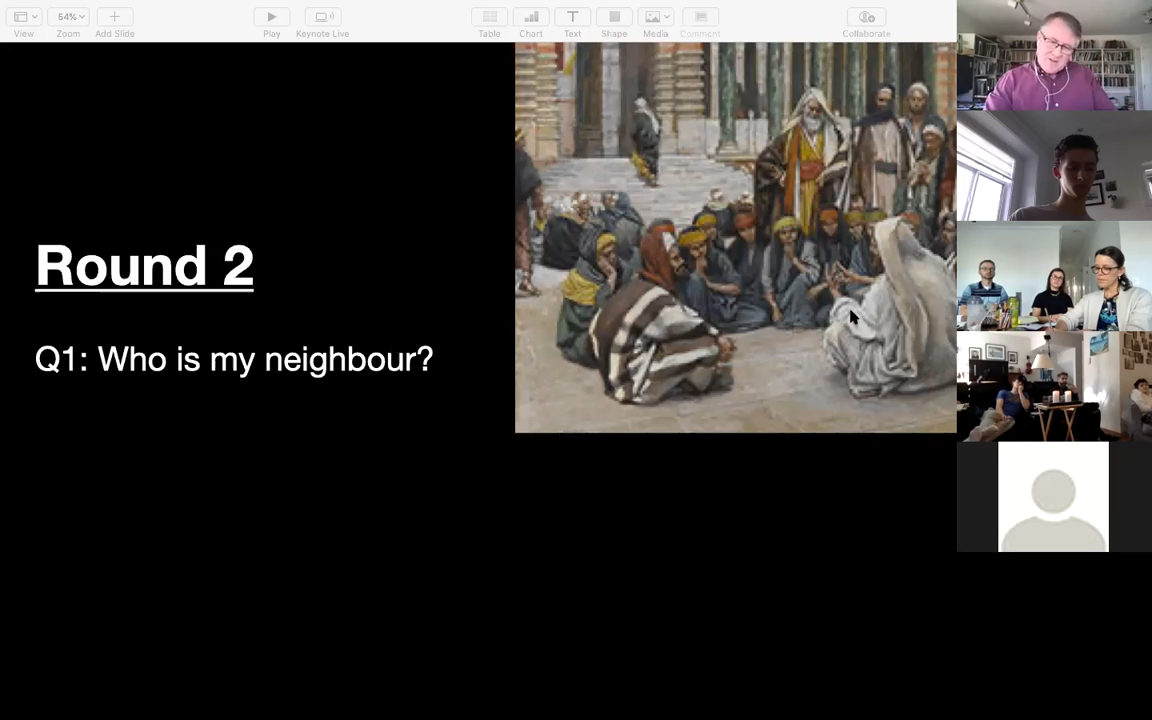 54%
View
Zoom
Add Slide
Play
Keynote Live
Table
Chart
Text
Shape
Media
Comment
Collaborate
Round 2
Q1: Who is my neighbour?